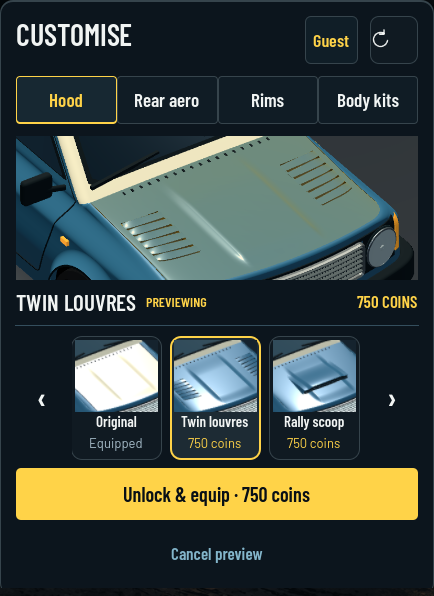 CUSTOMISE
Guest
Hood
Rear aero
Rims
Body kits
TWIN LOUVRES PREVIEWING 750 COINS
Original
Equipped
Twin louvres
750 coins
Rally scoop
750 coins
Unlock & equip · 750 coins
Cancel preview